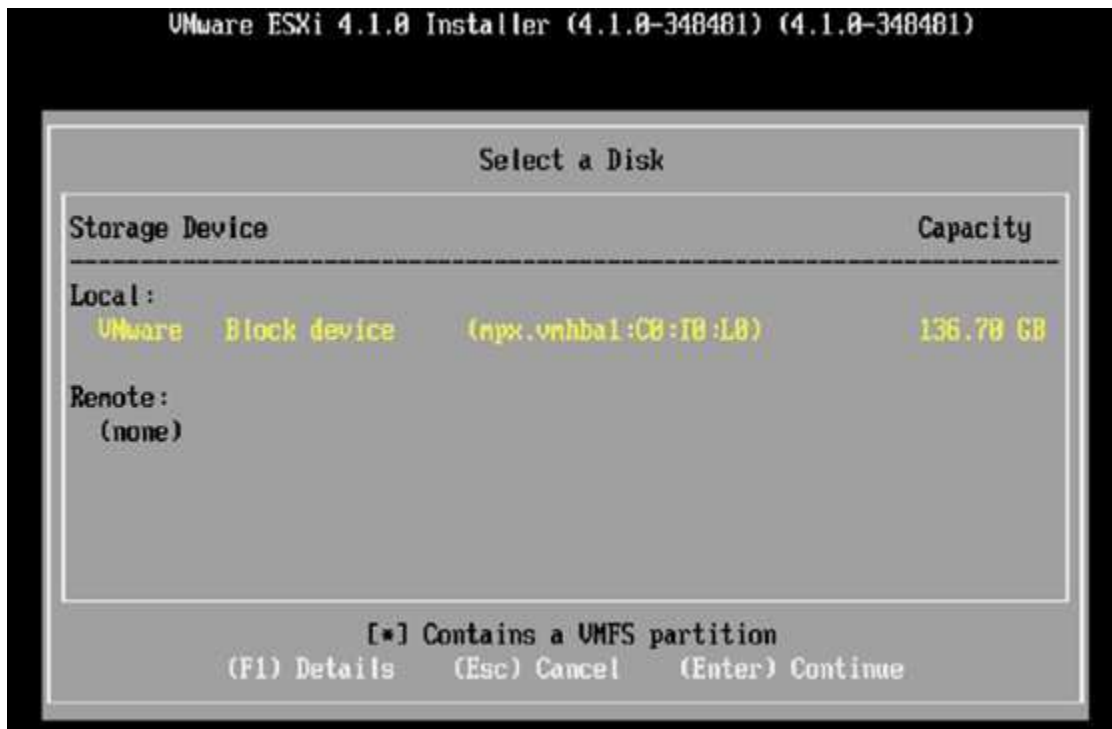 VMware ESXi 4.1.0 Installer (4.1.0-348481) (4.1.0-348481)
Select a Disk
Storage Device Capacity
Local:
VMware Block device (mpx.vmhba1:C0:T0:L0) 136.70 GB
Remote:
(none)
[*] Contains a VMFS partition
(F1) Details (Esc) Cancel (Enter) Continue